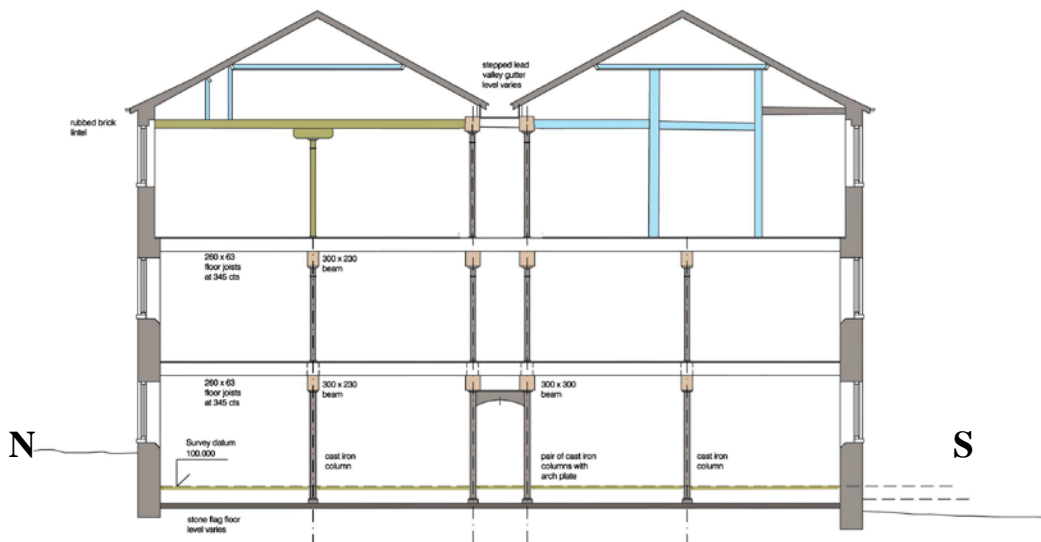 stepped lead
valley gutter
level varies
rubbed brick
lintel
260 x 63
floor joists
at 345 cts
300 x 230
beam
260 x 63
floor joists
at 345 cts
300 x 230
beam
300 x 300
beam
N
Survey datum
100.000
cast iron
column
pair of cast iron
columns with
arch plate
cast iron
column
S
stone flag floor
level varies